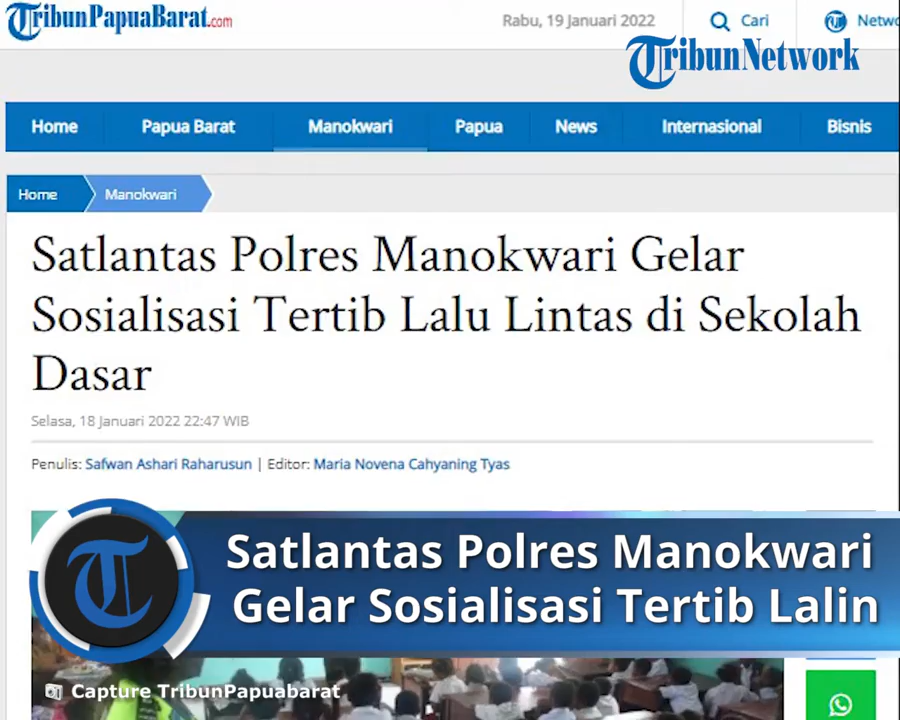 TribunPapuaBarat.com
Rabu, 19 Januari 2022
Cari
TribunNetwork
Home
Papua Barat
Manokwari
Papua
News
Internasional
Bisnis
Home
Manokwari
Satlantas Polres Manokwari Gelar
Sosialisasi Tertib Lalu Lintas di Sekolah
Dasar
Selasa, 18 Januari 2022 22:47 WIB
Penulis: Safwan Ashari Raharusun | Editor: Maria Novena Cahyaning Tyas
Satlantas Polres Manokwari
Gelar Sosialisasi Tertib Lalin
Capture TribunPapuabarat